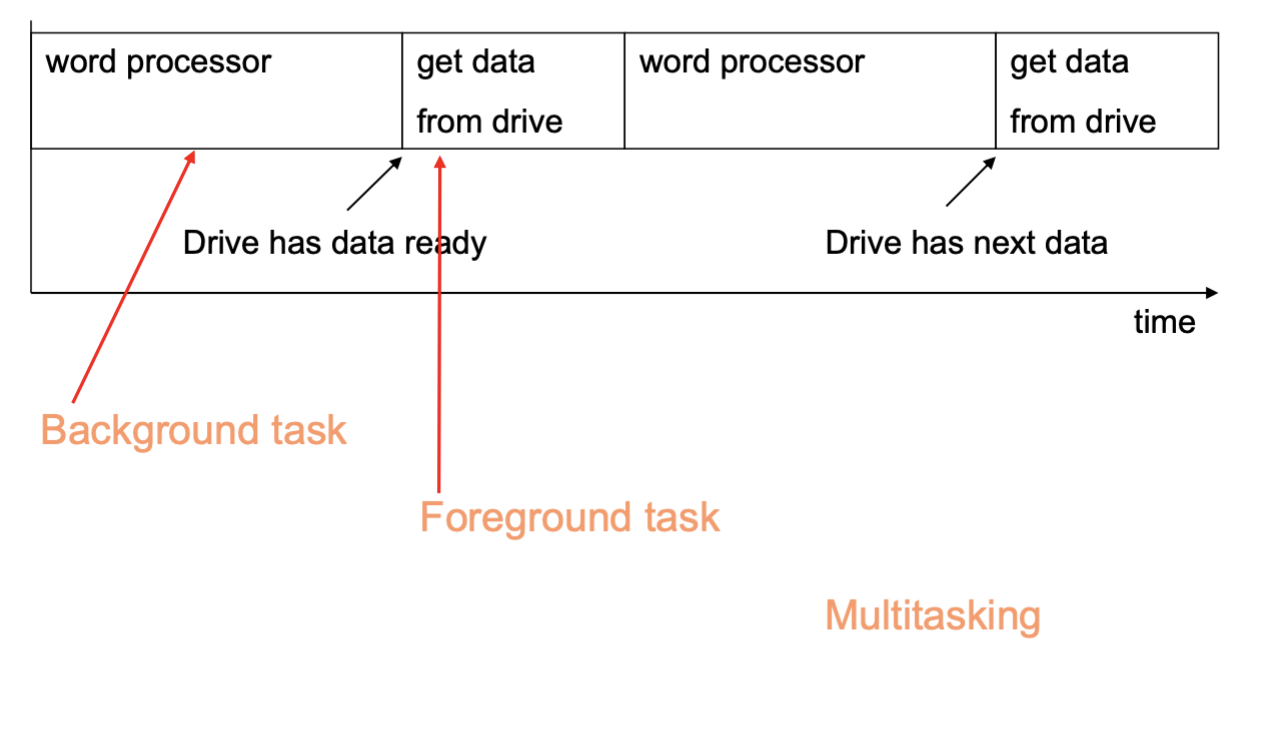 word processor
get data
from drive
word processor
get data
from drive
Drive has data ready
Drive has next data
time
Background task
Foreground task
Multitasking